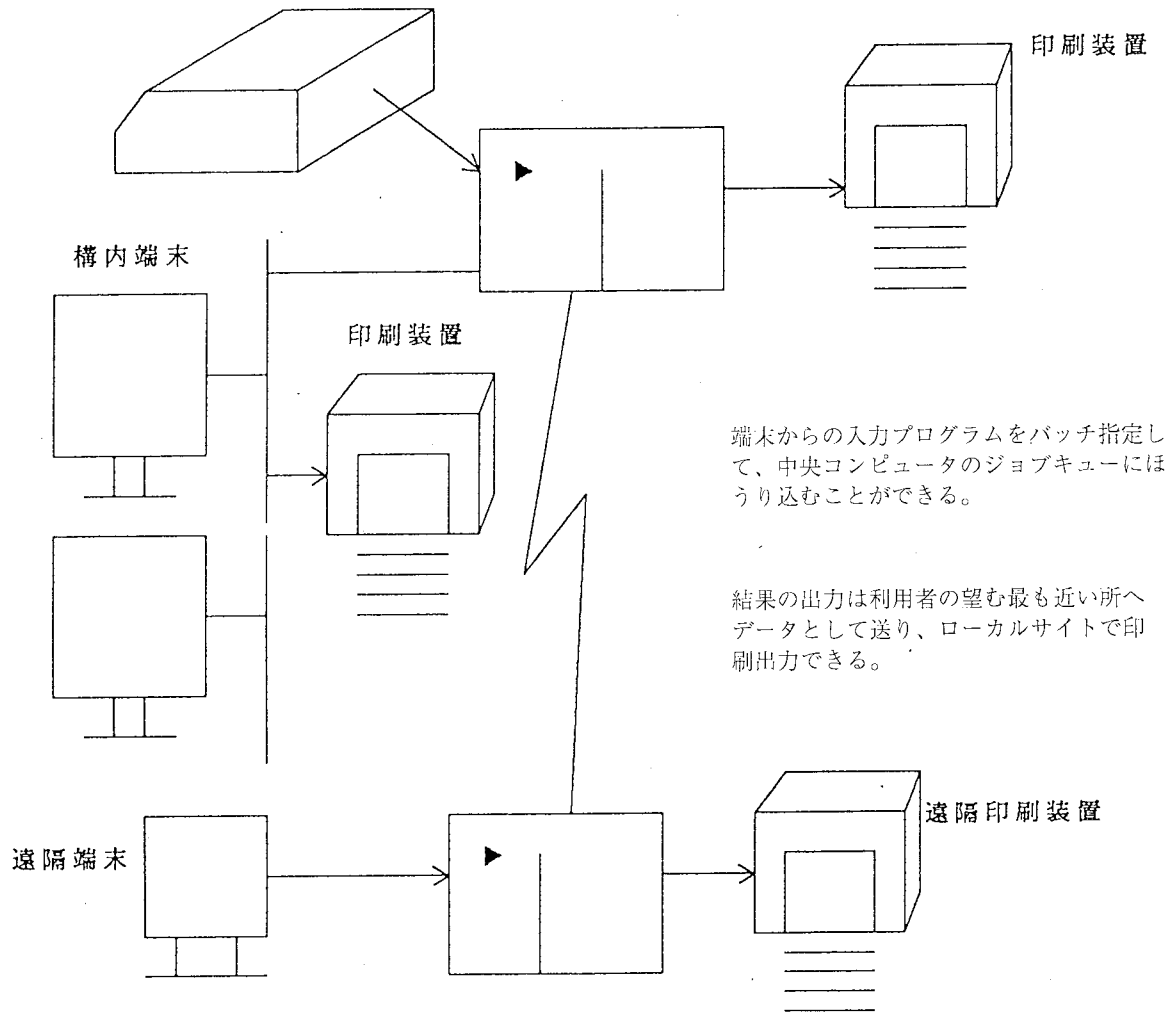 印刷装置
構内端末
印刷装置
端末からの入力プログラムをバッチ指定し
て、中央コンピュータのジョブキューにほ
うり込むことができる。
結果の出力は利用者の望む最も近い所へ
データとして送り、ローカルサイトで印
刷出力できる。
遠隔印刷装置
遠隔端末